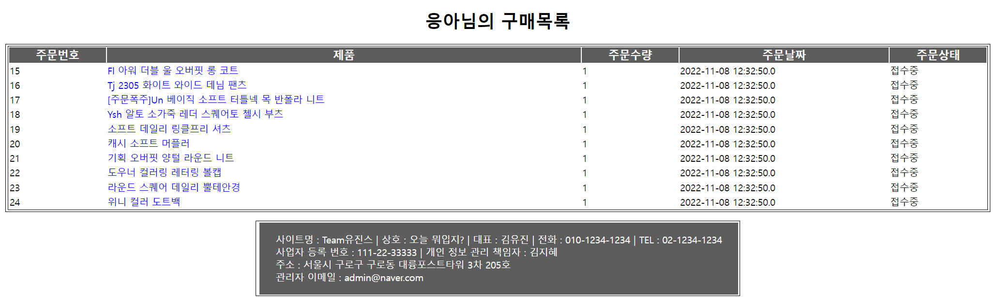 응아님의 구매목록
주문번호 제품 주문수량 주문날짜 주문상태
15 Fl 아워 더블 울 오버핏 롱 코트 1 2022-11-08 12:32:50.0 접수중
16 Tj 2305 화이트 와이드 데님 팬츠 1 2022-11-08 12:32:50.0 접수중
17 [주문폭주]Un 베이직 소프트 터틀넥 목 반폴라 니트 1 2022-11-08 12:32:50.0 접수중
18 Ysh 알토 소가죽 레더 스퀘어토 첼시 부츠 1 2022-11-08 12:32:50.0 접수중
19 소프트 데일리 링클프리 셔츠 1 2022-11-08 12:32:50.0 접수중
20 캐시 소프트 머플러 1 2022-11-08 12:32:50.0 접수중
21 기획 오버핏 양털 라운드 니트 1 2022-11-08 12:32:50.0 접수중
22 도우너 컬러링 레터링 볼캡 1 2022-11-08 12:32:50.0 접수중
23 라운드 스퀘어 데일리 뿔테안경 1 2022-11-08 12:32:50.0 접수중
24 위니 컬러 도트백 1 2022-11-08 12:32:50.0 접수중
사이트명 : Team유진스 | 상호 : 오늘 뭐입지? | 대표 : 김유진 | 전화 : 010-1234-1234 | TEL : 02-1234-1234
사업자 등록 번호 : 111-22-33333 | 개인 정보 관리 책임자 : 김지혜
주소 : 서울시 구로구 구로동 대륭포스트타워 3차 205호
관리자 이메일 : admin@naver.com